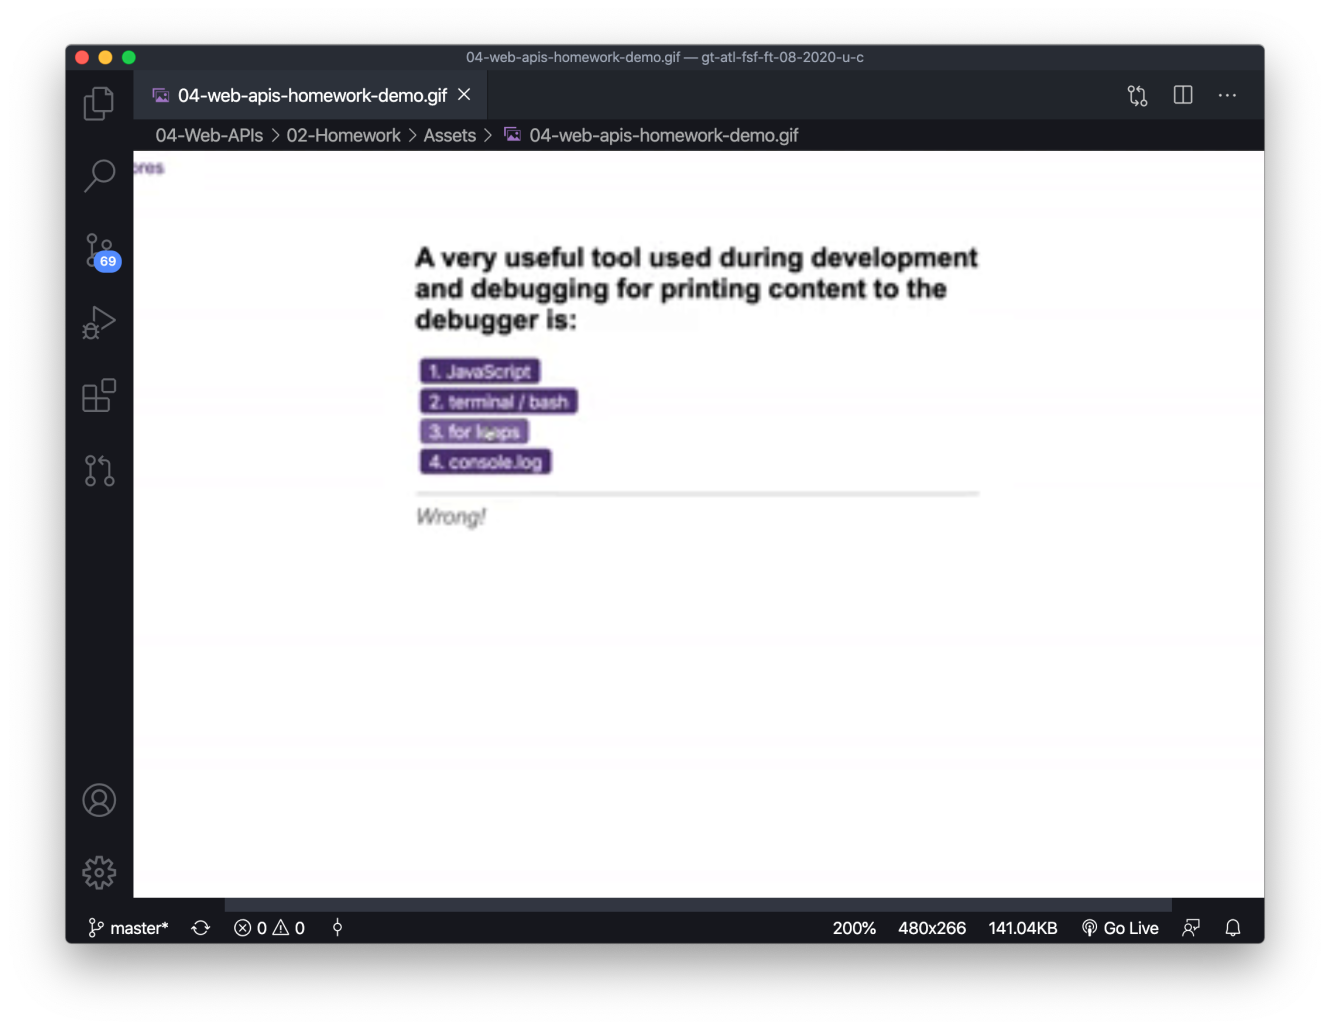 04-web-apis-homework-demo.gif — gt-atl-fsf-ft-08-2020-u-c
04-web-apis-homework-demo.gif
04-Web-APIs > 02-Homework > Assets > 04-web-apis-homework-demo.gif
ores
69
A very useful tool used during development
and debugging for printing content to the
debugger is:
1. JavaScript
2. terminal / bash
3. for loops
4. console.log
Wrong!
master* 0 0 200% 480x266 141.04KB Go Live